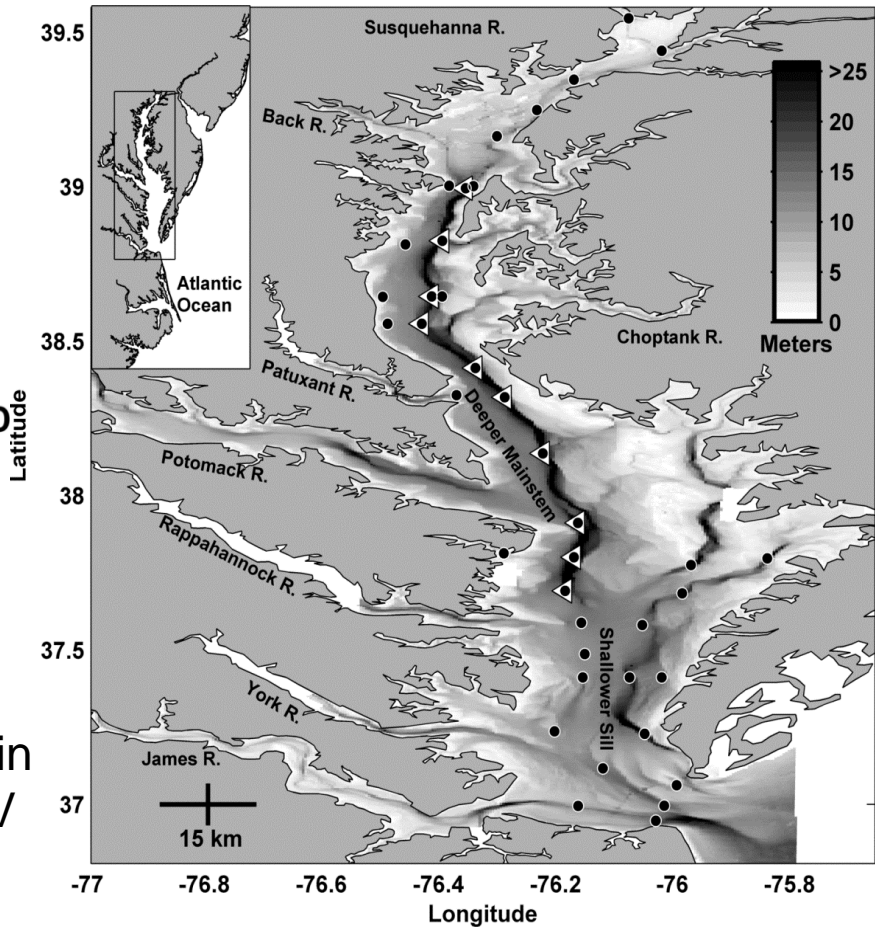 39.5
39
38.5
38
37.5
37
Latitude
Susquehanna R.
Back R.
Atlantic
Ocean
>25
20
15
10
5
0
Meters
Choptank R.
Patuxant R.
Deeper Mainstem
Potomack R.
Rappahannock R.
Shallower Sill
York R.
James R.
15 km
in
-77
-76.8
-76.6
-76.4
-76.2
-76
-75.8
Longitude